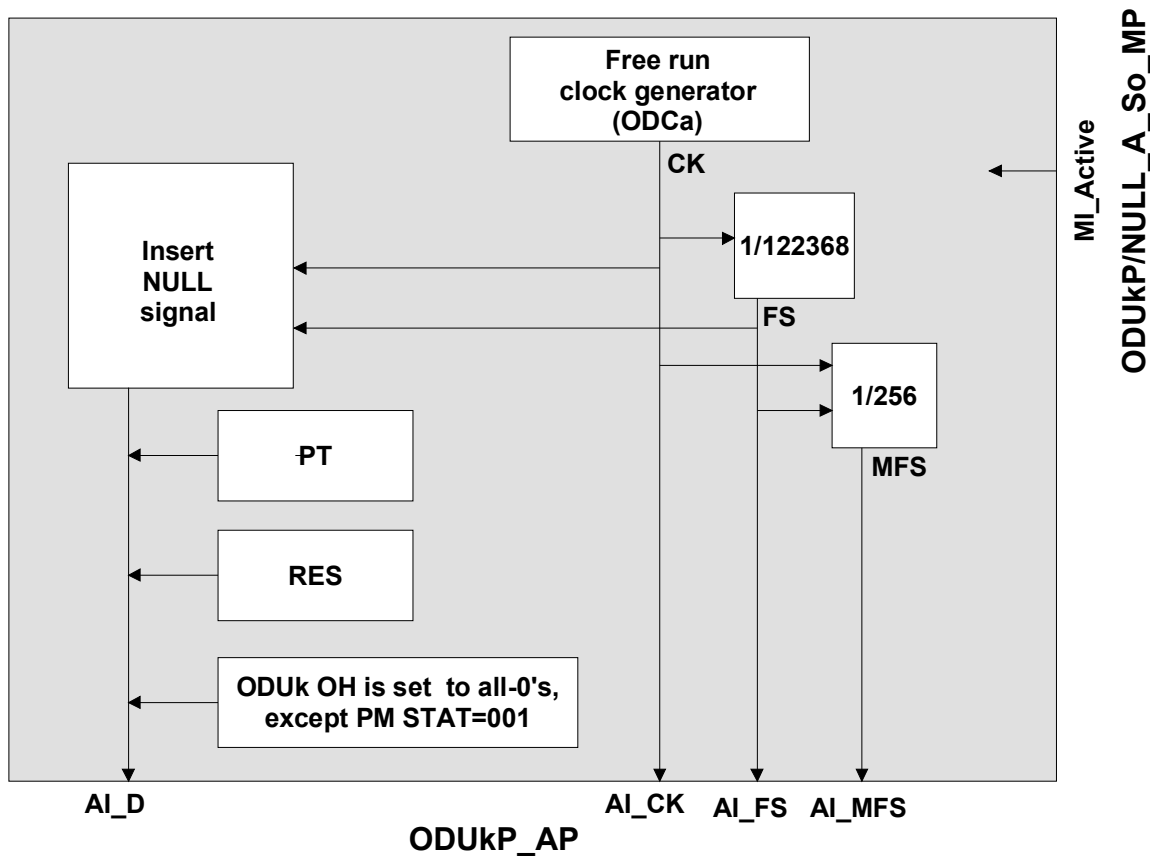 Free run
clock generator
(ODCa)
CK
Insert
NULL
signal
1/122368
FS
1/256
MFS
PT
RES
ODUk OH is set to all-0's,
except PM STAT=001
MI_Active
ODUkP/NULL_A_So_MP
AI_D
AI_CK
AI_FS
AI_MFS
ODUkP_AP